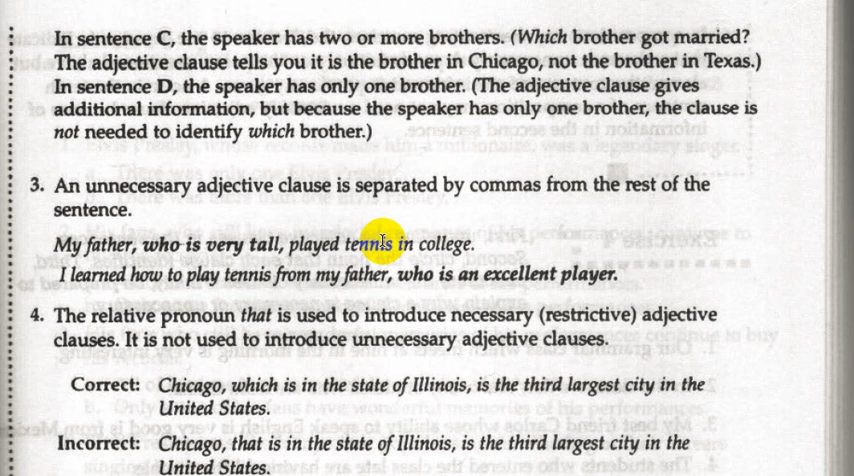 In sentence C, the speaker has two or more brothers. (Which brother got married?
The adjective clause tells you it is the brother in Chicago, not the brother in Texas.)
In sentence D, the speaker has only one brother. (The adjective clause gives
additional information, but because the speaker has only one brother, the clause is
not needed to identify which brother.)
3. An unnecessary adjective clause is separated by commas from the rest of the
sentence.
My father, who is very tall, played tennis in college.
I learned how to play tennis from my father, who is an excellent player.
4. The relative pronoun that is used to introduce necessary (restrictive) adjective
clauses. It is not used to introduce unnecessary adjective clauses.
Correct: Chicago, which is in the state of Illinois, is the third largest city in the
United States.
Incorrect: Chicago, that is in the state of Illinois, is the third largest city in the
United States.